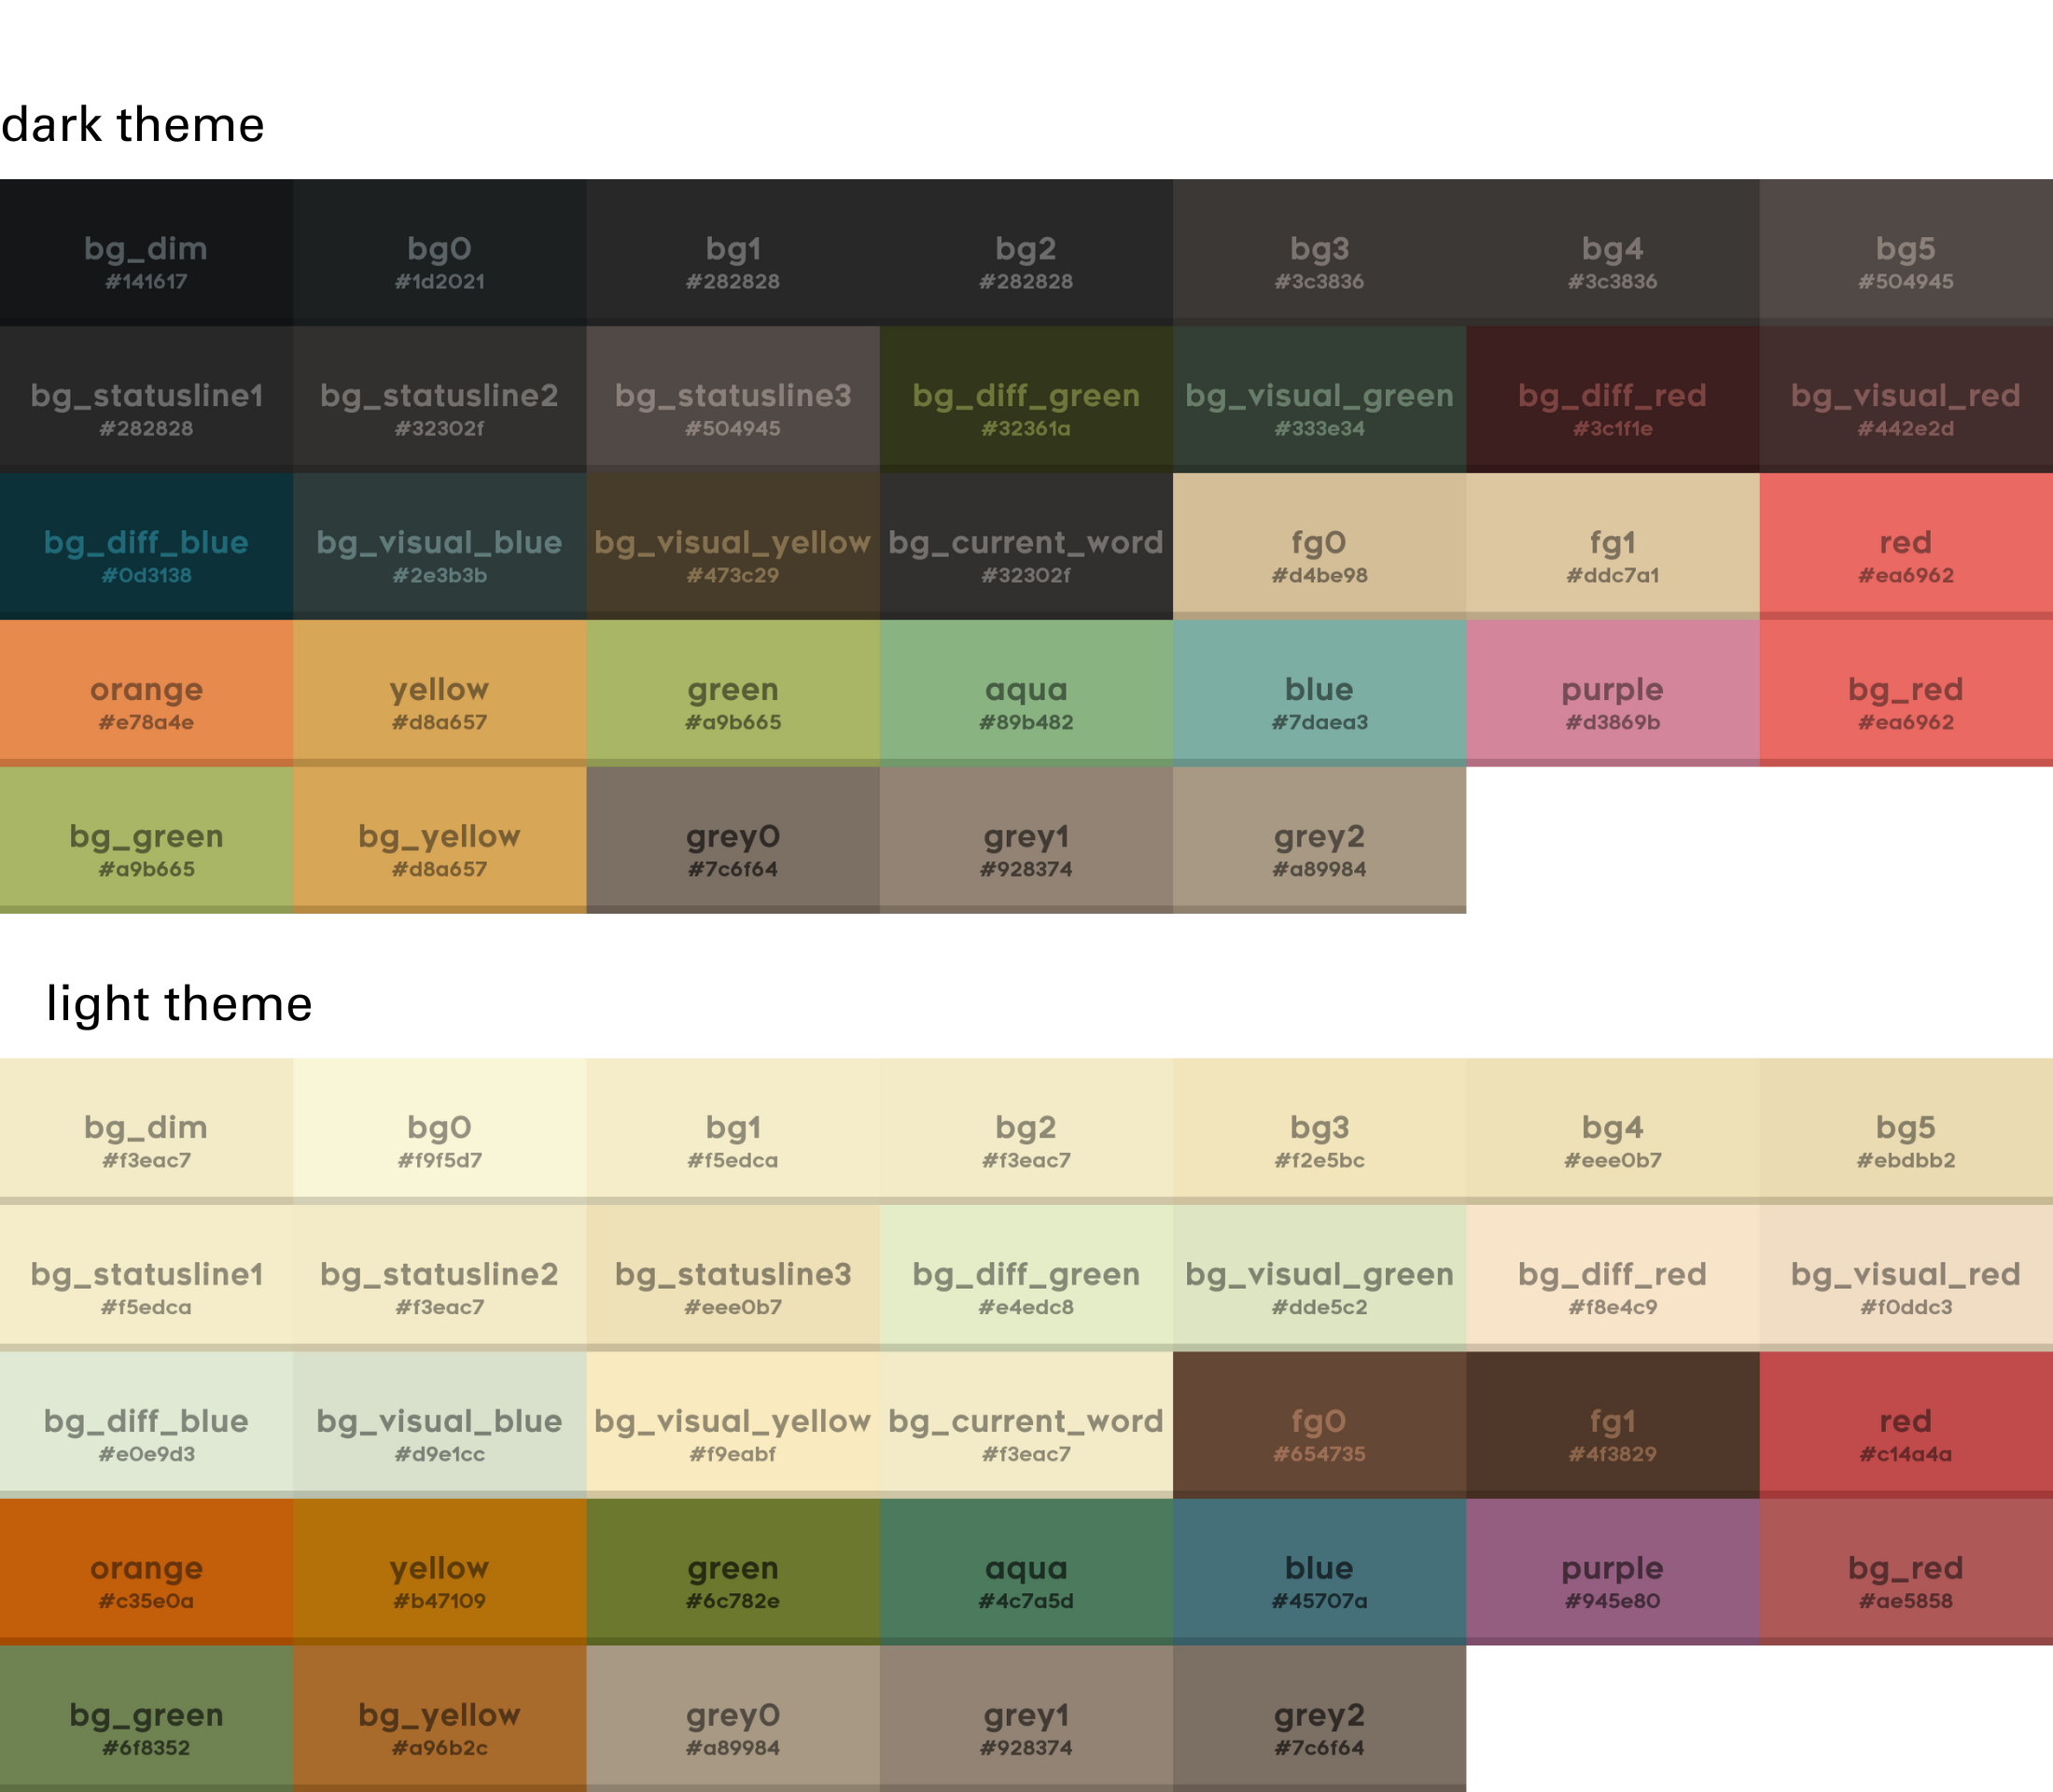 dark theme
bg_dim bg0 bg1 bg2 bg3 bg4 bg5
#141617 #1d2021 #282828 #282828 #3c3836 #3c3836 #504945
bg_statusline1 bg_statusline2 bg_statusline3 bg_diff_green bg_visual_green bg_diff_red bg_visual_red
#282828 #32302f #504945 #32361a #333e34 #3c1f1e #442e2d
bg_diff_blue bg_visual_blue bg_visual_yellow bg_current_word fg0 fg1 red
#0d3138 #2e3b3b #473c29 #32302f #d4be98 #ddc7a1 #ea6962
orange yellow green aqua blue purple bg_red
#e78a4e #d8a657 #a9b665 #89b482 #7daea3 #d3869b #ea6962
bg_green bg_yellow grey0 grey1 grey2
#a9b665 #d8a657 #7c6f64 #928374 #a89984
light theme
bg_dim bg0 bg1 bg2 bg3 bg4 bg5
#f3eac7 #f9f5d7 #f5edca #f3eac7 #f2e5bc #eee0b7 #ebdbb2
bg_statusline1 bg_statusline2 bg_statusline3 bg_diff_green bg_visual_green bg_diff_red bg_visual_red
#f5edca #f3eac7 #eee0b7 #e4edc8 #dde5c2 #f8e4c9 #f0ddc3
bg_diff_blue bg_visual_blue bg_visual_yellow bg_current_word fg0 fg1 red
#e0e9d3 #d9e1cc #f9eabf #f3eac7 #654735 #4f3829 #c14a4a
orange yellow green aqua blue purple bg_red
#c35e0a #b47109 #6c782e #4c7a5d #45707a #945e80 #ae5858
bg_green bg_yellow grey0 grey1 grey2
#6f8352 #a96b2c #a89984 #928374 #7c6f64